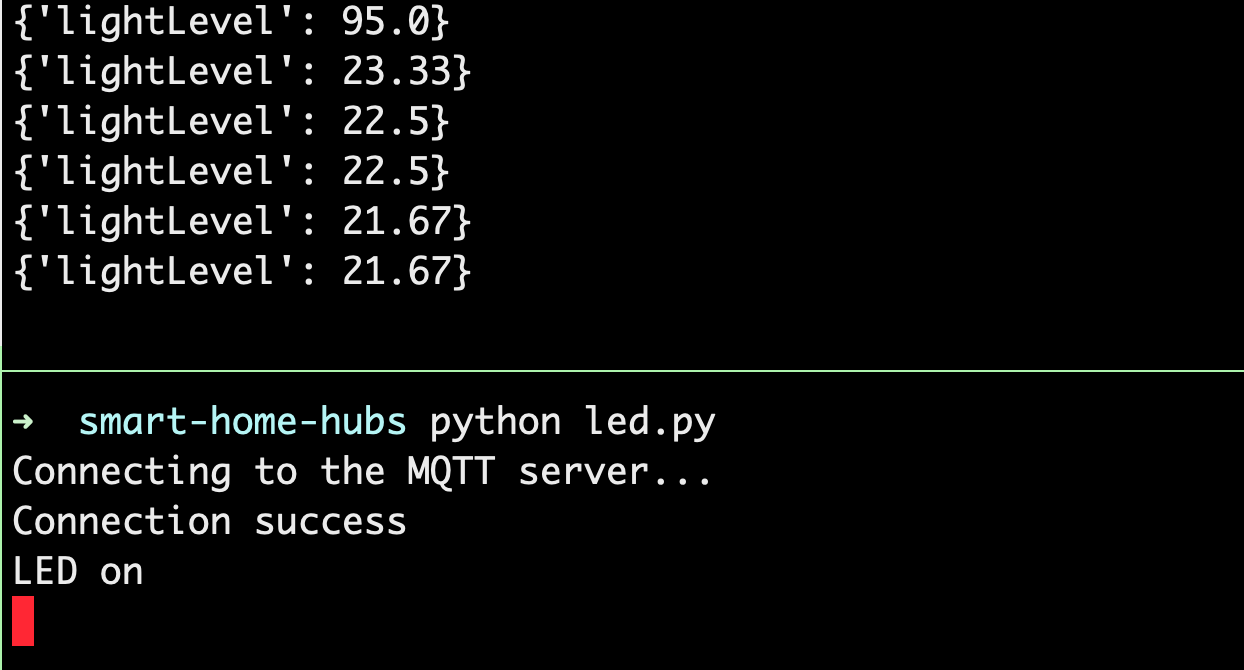 {'lightLevel': 95.0}
{'lightLevel': 23.33}
{'lightLevel': 22.5}
{'lightLevel': 22.5}
{'lightLevel': 21.67}
{'lightLevel': 21.67}
➜ smart-home-hubs python led.py
Connecting to the MQTT server...
Connection success
LED on